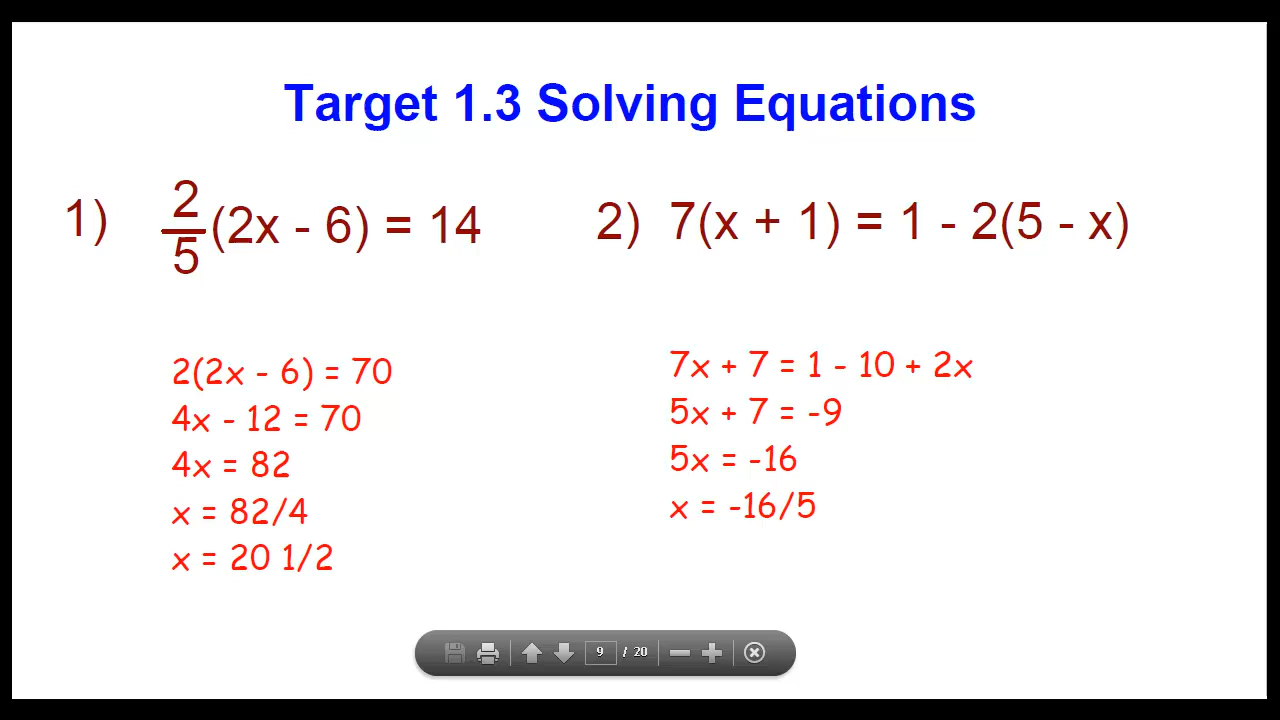 Target 1.3 Solving Equations
1) 2/5(2x - 6) = 14
2(2x - 6) = 70
4x - 12 = 70
4x = 82
x = 82/4
x = 20 1/2
2) 7(x + 1) = 1 - 2(5 - x)
7x + 7 = 1 - 10 + 2x
5x + 7 = -9
5x = -16
x = -16/5
9 / 20